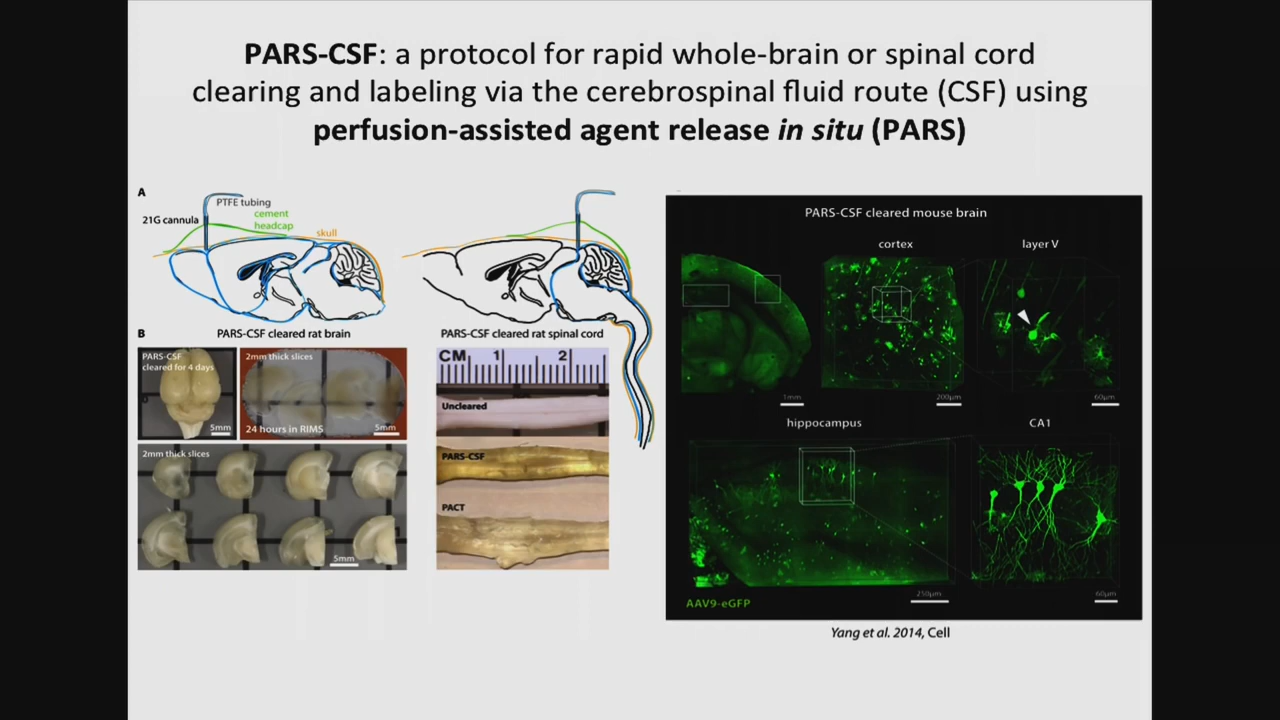 PARS-CSF: a protocol for rapid whole-brain or spinal cord
clearing and labeling via the cerebrospinal fluid route (CSF) using
perfusion-assisted agent release in situ (PARS)
A
PTFE tubing
21G cannula
cement
headcap
skull
B
PARS-CSF cleared rat brain
PARS-CSF
cleared for 4 days
5mm
2mm thick slices
24 hours in RIMS
5mm
2mm thick slices
5mm
PARS-CSF cleared rat spinal cord
CM 1 2
Uncleared
PARS-CSF
PACT
PARS-CSF cleared mouse brain
cortex
layer V
1mm
200µm
60µm
hippocampus
CA1
AAV9-eGFP
250µm
60µm
Yang et al. 2014, Cell